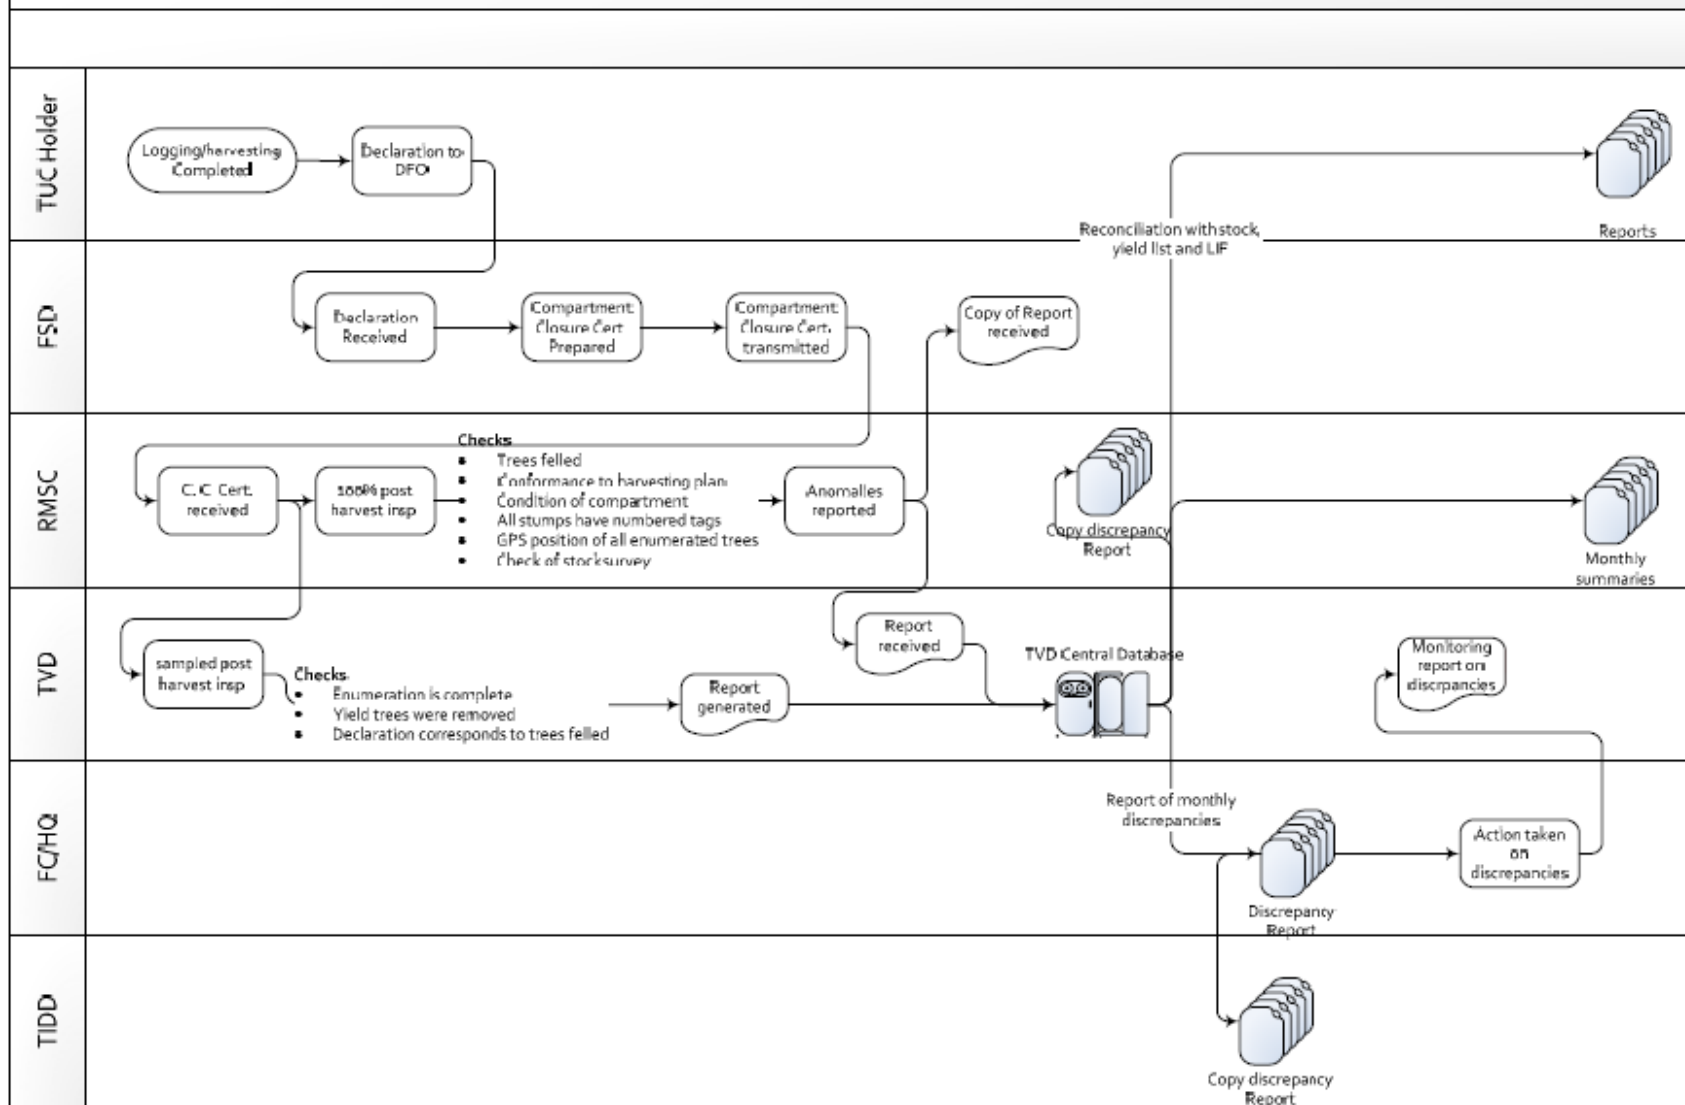 TUC Holder
Logging/harvesting
Completed
Declaration to
DFO
Reports
Reconciliation with stock,
yield list and LIF
FSD
Declaration
Received
Compartment
Closure Cert
Prepared
Compartment
Closure Cert.
transmitted
Copy of Report
received
RMSC
C.C Cert.
received
100% post
harvest insp
Checks
• Trees felled
• Conformance to harvesting plan
• Condition of compartment
• All stumps have numbered tags
• GPS position of all enumerated trees
• Check of stock survey
Anomalies
reported
Copy discrepancy
Report
Monthly
summaries
TVD
sampled post
harvest insp
Checks
• Enumeration is complete
• Yield trees were removed
• Declaration corresponds to trees felled
Report
generated
Report
received
TVD Central Database
Monitoring
report on
discrpancies
FC/HQ
Report of monthly
discrepancies
Discrepancy
Report
Action taken
on
discrepancies
TIDD
Copy discrepancy
Report